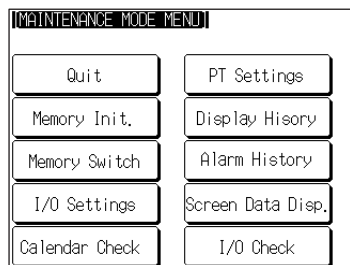 [MAINTENANCE MODE MENU]
Quit
PT Settings
Memory Init.
Display Hisory
Memory Switch
Alarm History
I/O Settings
Screen Data Disp.
Calendar Check
I/O Check